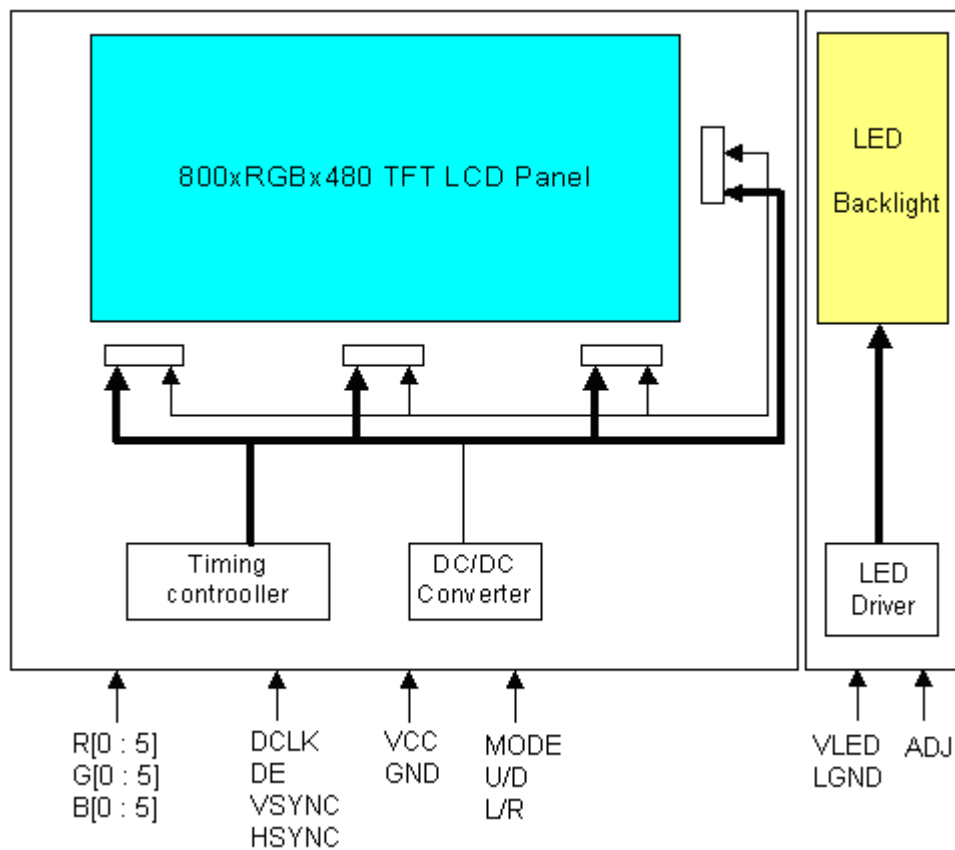 800xRGBx480 TFT LCD Panel
LED
Backlight
Timing
controoller
DC/DC
Converter
LED
Driver
R[0 : 5]
G[0 : 5]
B[0 : 5]
DCLK
DE
VSYNC
HSYNC
VCC
GND
MODE
U/D
L/R
VLED
LGND
ADJ